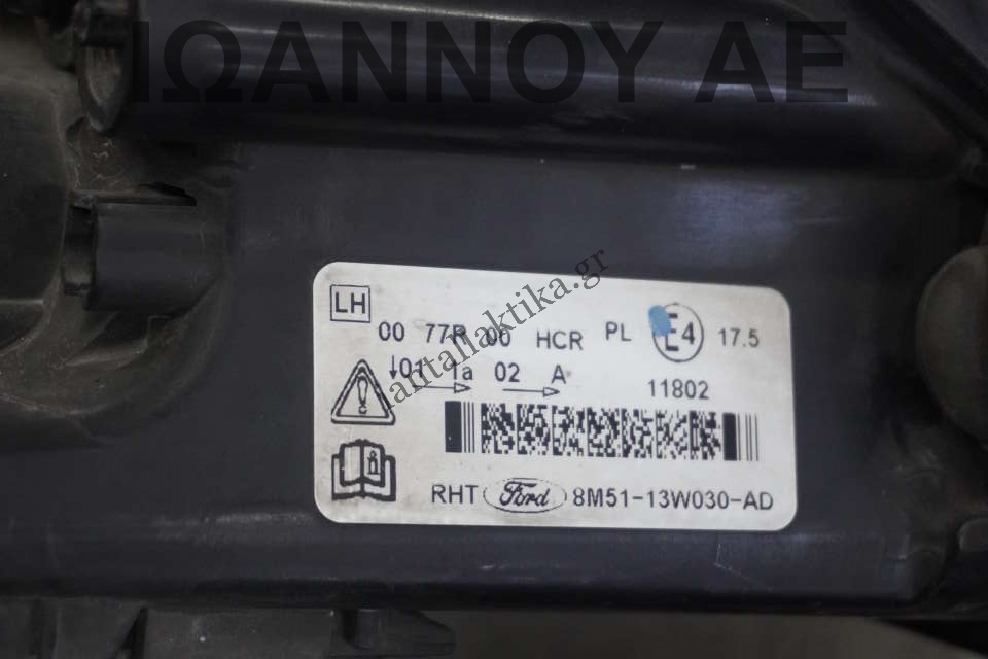 ΙΩΑΝΝΟΥ ΑΕ
antallaktika.gr
LH
00 77R 06 HCR PL E4 17.5
↓01 1a 02 A
11802
RHT Ford 8M51-13W030-AD